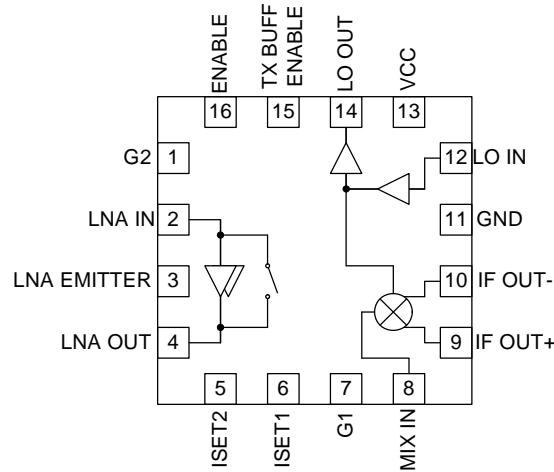 ENABLE
TX BUFF
ENABLE
LO OUT
VCC
16
15
14
13
G2
1
12
LO IN
LNA IN
2
11
GND
LNA EMITTER
3
10
IF OUT-
LNA OUT
4
9
IF OUT+
5
6
7
8
ISET2
ISET1
G1
MIX IN